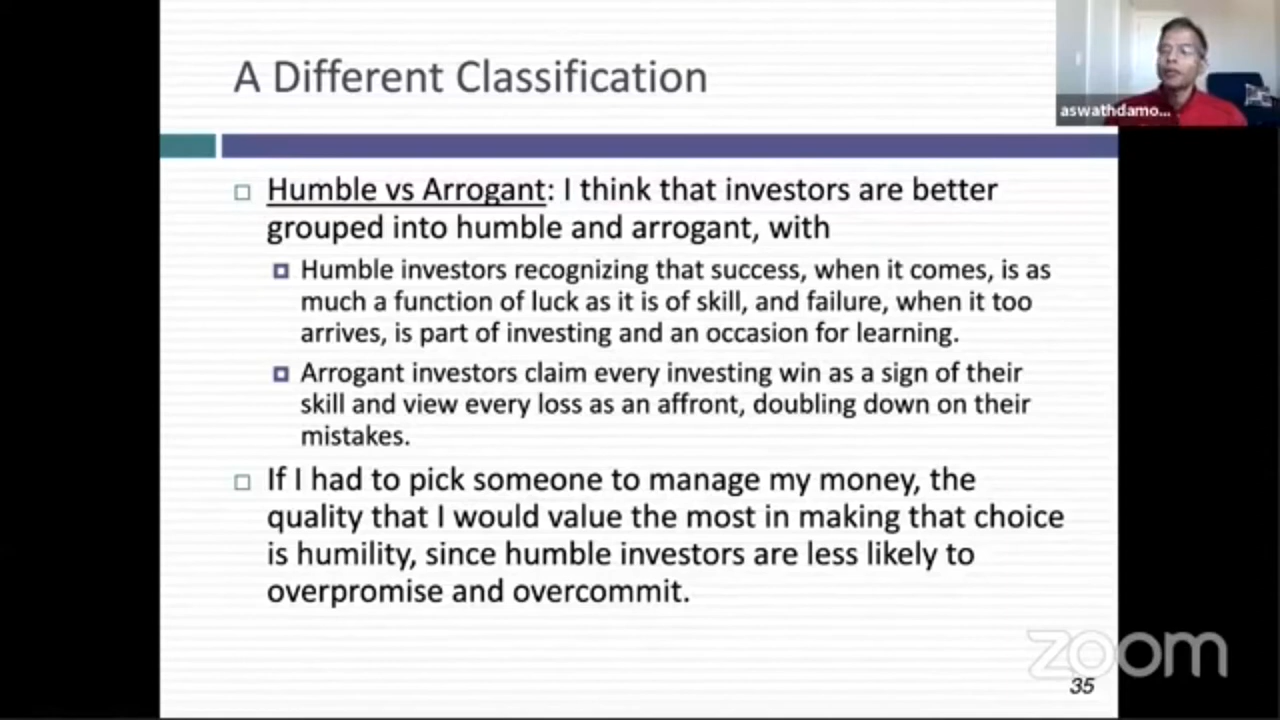 A Different Classification
aswathdamo...
Humble vs Arrogant: I think that investors are better
grouped into humble and arrogant, with
Humble investors recognizing that success, when it comes, is as
much a function of luck as it is of skill, and failure, when it too
arrives, is part of investing and an occasion for learning.
Arrogant investors claim every investing win as a sign of their
skill and view every loss as an affront, doubling down on their
mistakes.
If I had to pick someone to manage my money, the
quality that I would value the most in making that choice
is humility, since humble investors are less likely to
overpromise and overcommit.
zoom
35